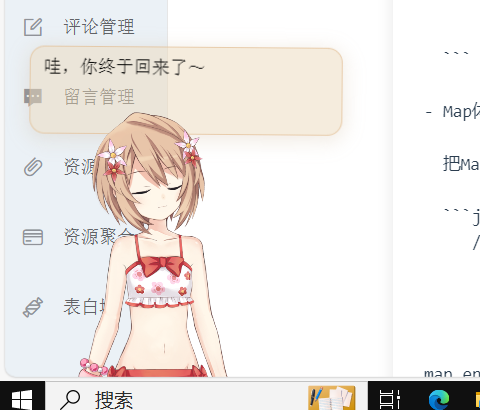 评论管理
哇，你终于回来了～
留言管理
资源
资源聚合
表白
```
- Map
把Ma
```j
/
map.en
搜索